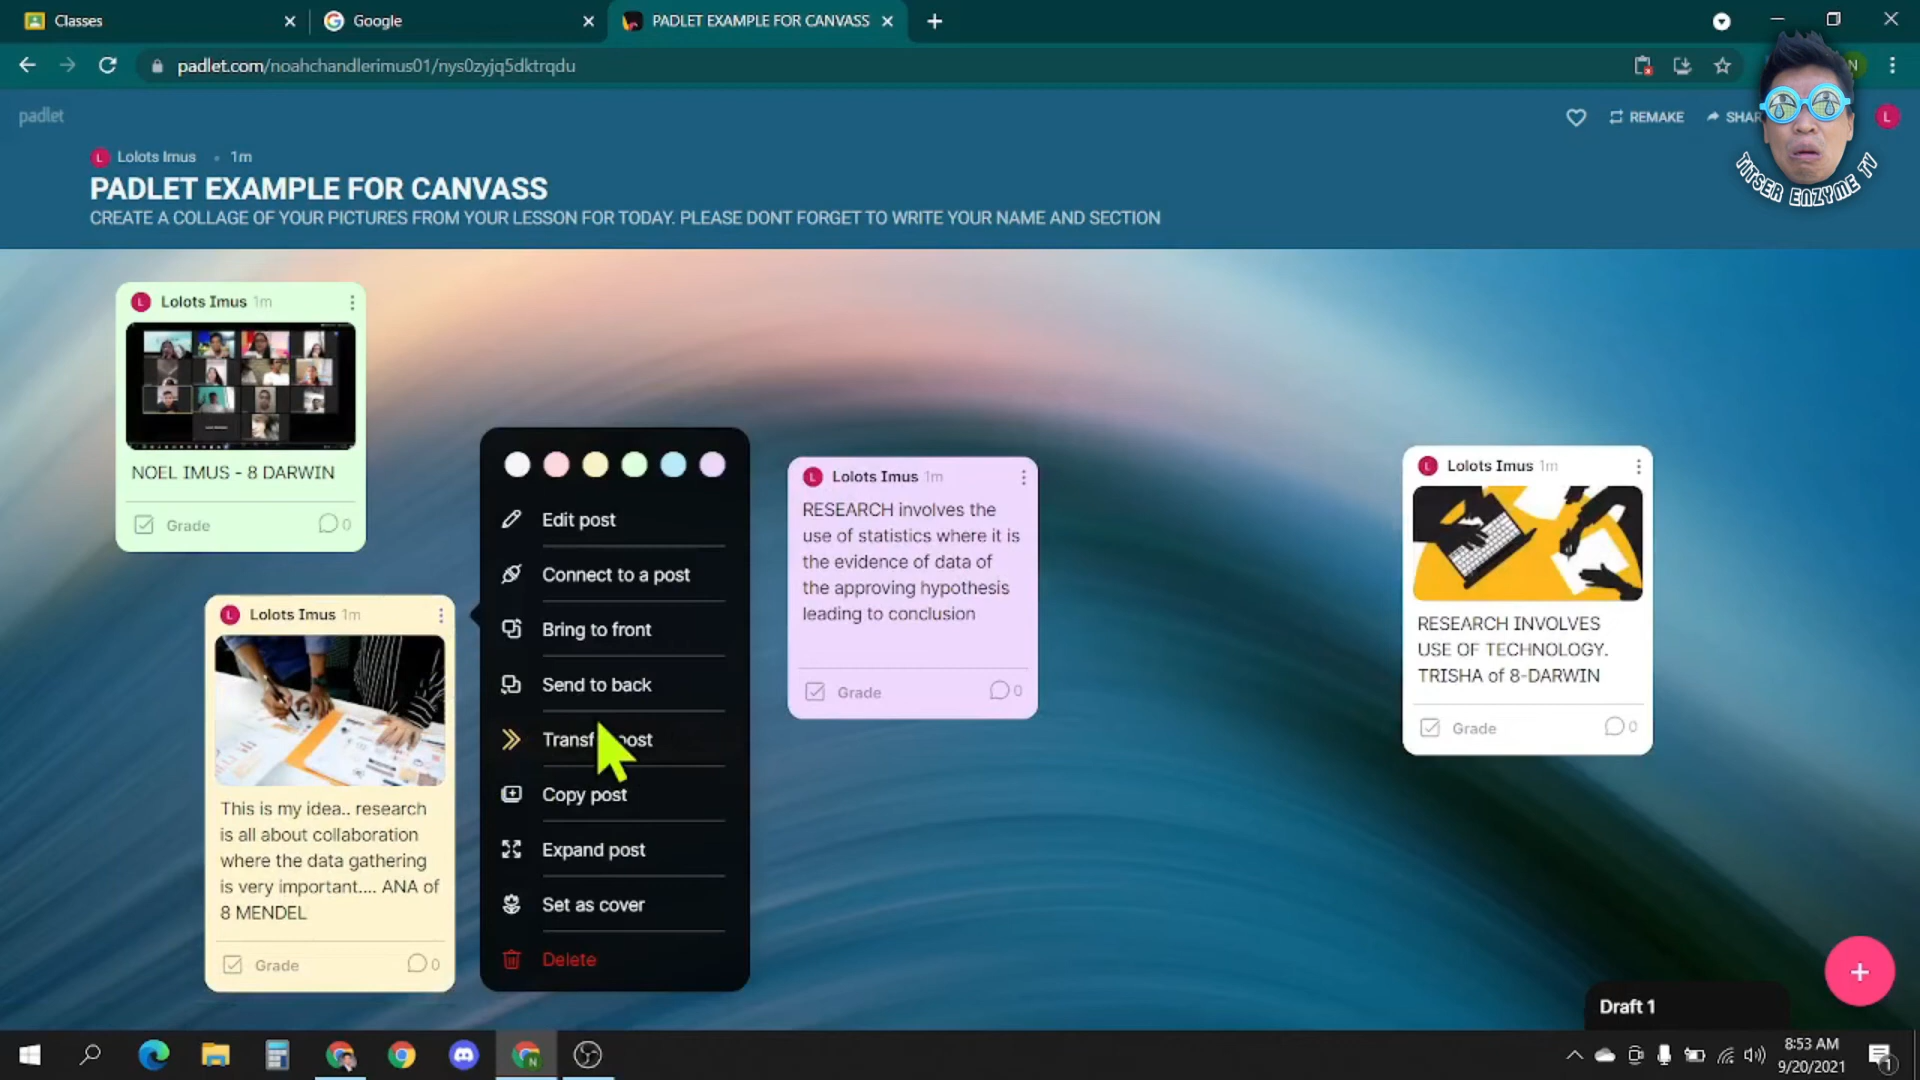 Classes
Google
PADLET EXAMPLE FOR CANVASS
padlet.com/noahchandlerimus01/nys0zyjq5dktrqdu
N
padlet
REMAKE
SHAR
L
L Lolots Imus • 1m
PADLET EXAMPLE FOR CANVASS
CREATE A COLLAGE OF YOUR PICTURES FROM YOUR LESSON FOR TODAY. PLEASE DONT FORGET TO WRITE YOUR NAME AND SECTION
TITSER ENZYME TV
L Lolots Imus 1m
NOEL IMUS - 8 DARWIN
Grade 0
L Lolots Imus 1m
This is my idea.. research
is all about collaboration
where the data gathering
is very important.... ANA of
8 MENDEL
Grade 0
Edit post
Connect to a post
Bring to front
Send to back
Transf post
Copy post
Expand post
Set as cover
Delete
L Lolots Imus 1m
RESEARCH involves the
use of statistics where it is
the evidence of data of
the approving hypothesis
leading to conclusion
Grade 0
L Lolots Imus 1m
RESEARCH INVOLVES
USE OF TECHNOLOGY.
TRISHA of 8-DARWIN
Grade 0
Draft 1
N
8:53 AM
9/20/2021
1